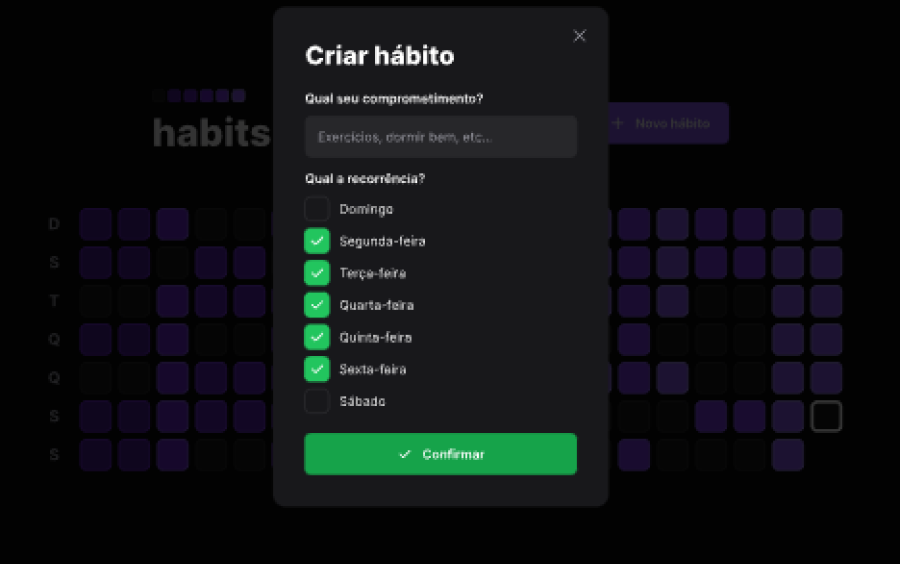 Criar hábito
Qual seu comprometimento?
Exercícios, dormir bem, etc...
Qual a recorrência?
Domingo
Segunda-feira
Terça-feira
Quarta-feira
Quinta-feira
Sexta-feira
Sábado
Confirmar
habits
Novo hábito
D
S
T
Q
Q
S
S